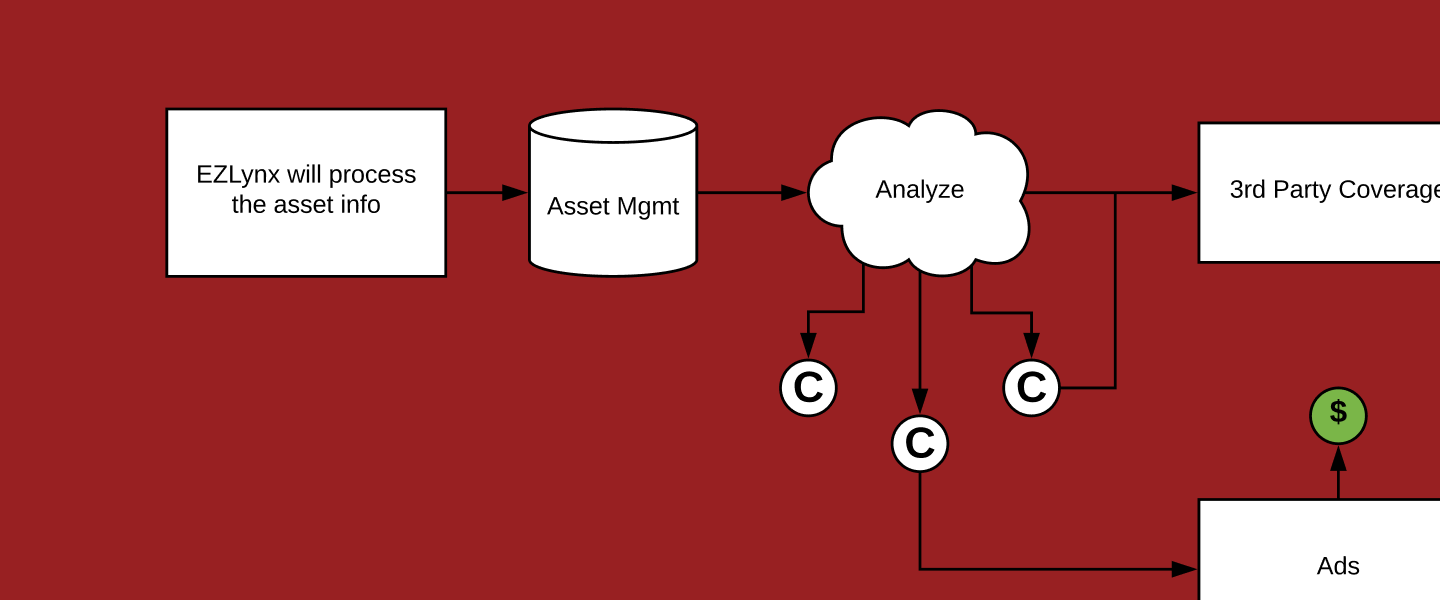 EZLynx will process
the asset info
Asset Mgmt
Analyze
3rd Party Coverage
C
C
C
$
Ads